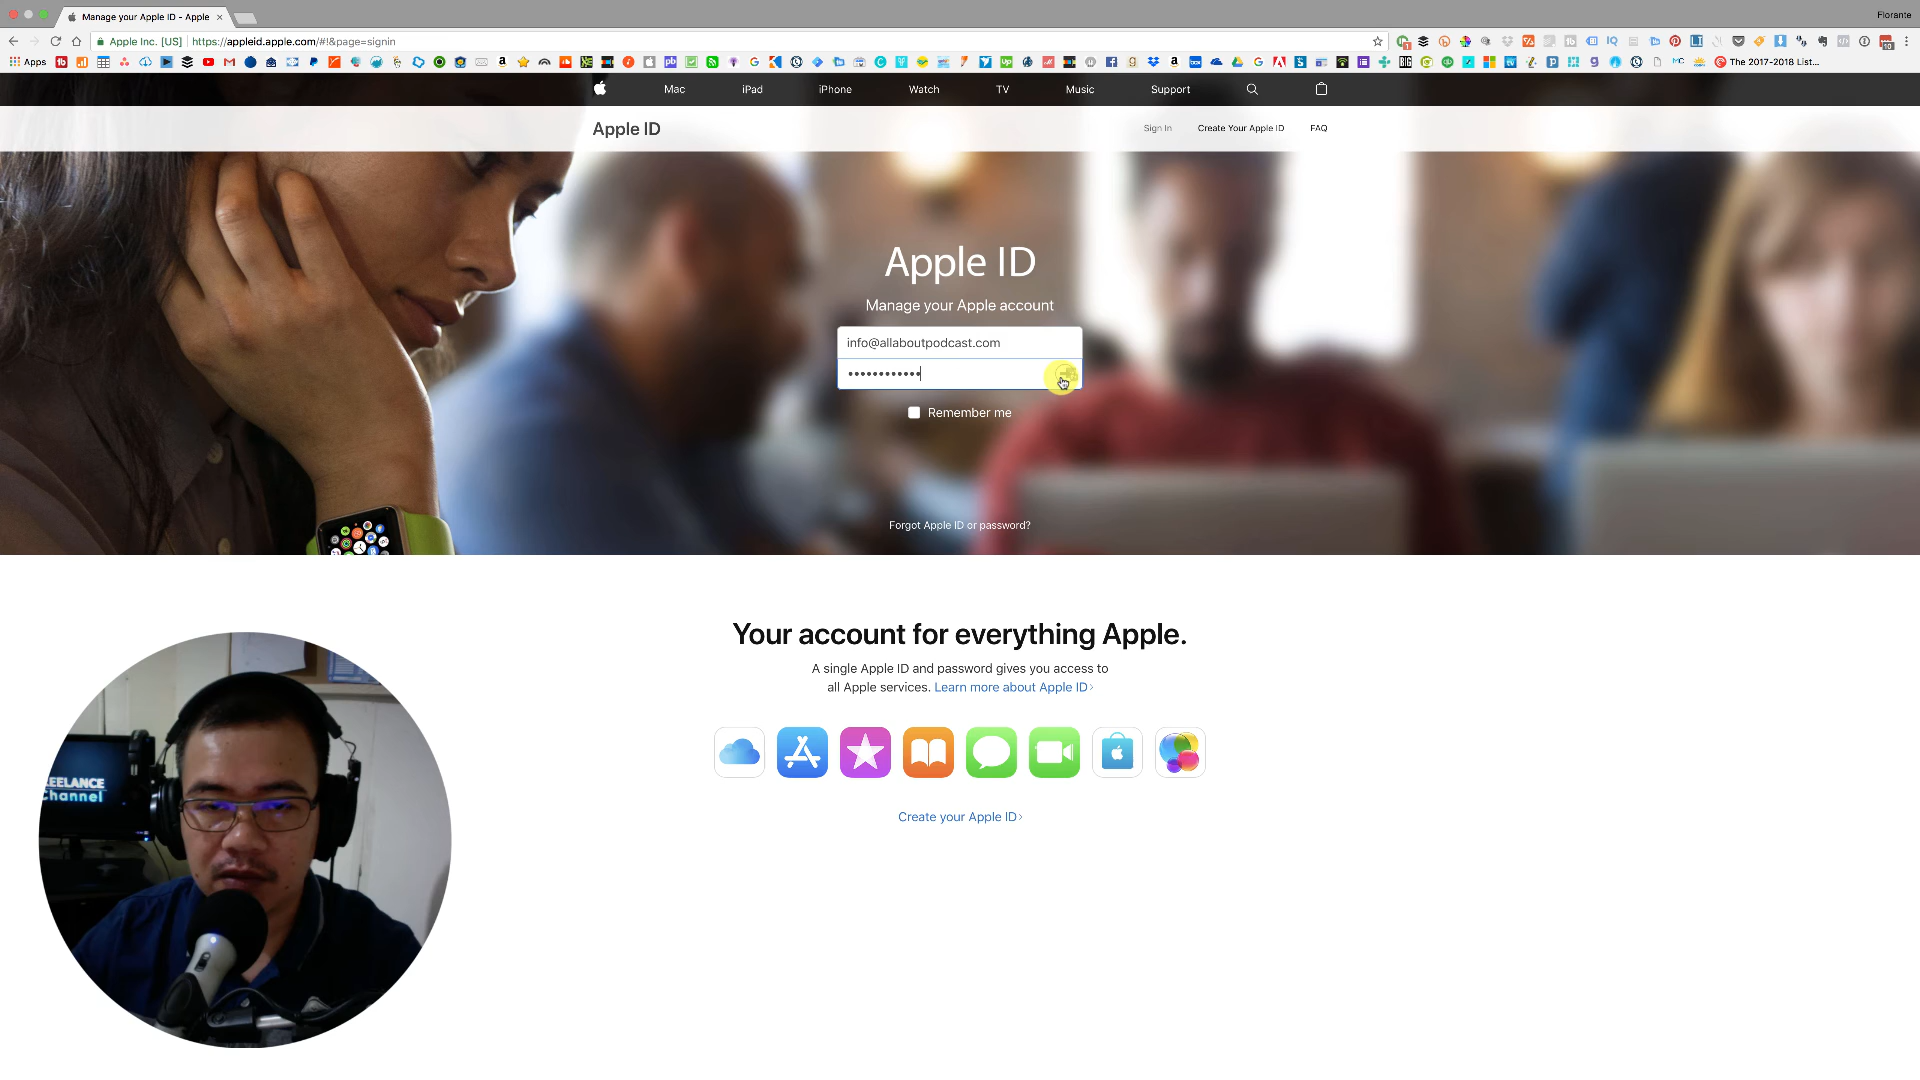 Manage your Apple ID - Apple
Florante
Apple Inc. [US]
https://appleid.apple.com/#!&page=signin
Apps
The 2017-2018 List...
Mac
iPad
iPhone
Watch
TV
Music
Support
Apple ID
Sign In
Create Your Apple ID
FAQ
Apple ID
Manage your Apple account
info@allaboutpodcast.com
••••••••••••
Remember me
Forgot Apple ID or password?
Your account for everything Apple.
A single Apple ID and password gives you access to
all Apple services. Learn more about Apple ID›
Create your Apple ID›
Channel